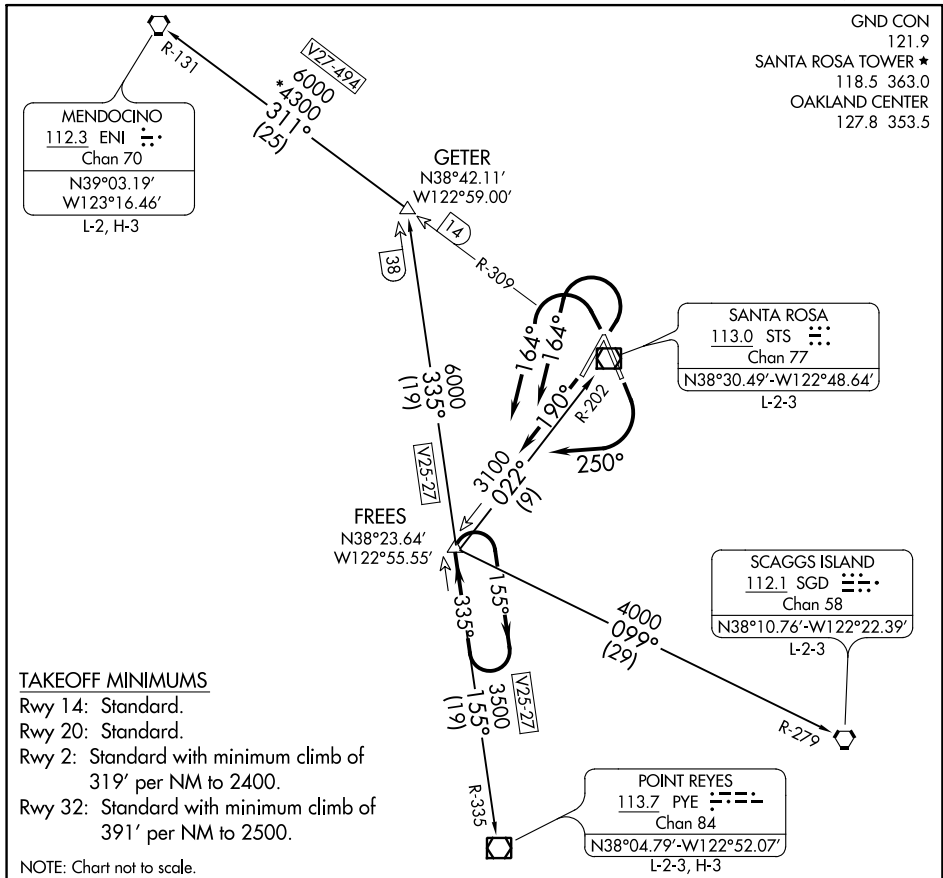 GND CON
121.9
SANTA ROSA TOWER ★
118.5 363.0
OAKLAND CENTER
127.8 353.5
R-131
V27-494
6000
*4300
311°
(25)
MENDOCINO
112.3 ENI
Chan 70
N39°03.19′
W123°16.46′
L-2, H-3
GETER
N38°42.11′
W122°59.00′
14
38
R-309
164°
164°
SANTA ROSA
113.0 STS
Chan 77
N38°30.49′-W122°48.64′
L-2-3
6000
335°
(19)
190°
R-202
250°
V25-27
3100
022°
(9)
FREES
N38°23.64′
W122°55.55′
155°
335°
4000
099°
(29)
SCAGGS ISLAND
112.1 SGD
Chan 58
N38°10.76′-W122°22.39′
L-2-3
R-279
V25-27
3500
155°
(19)
R-335
POINT REYES
113.7 PYE
Chan 84
N38°04.79′-W122°52.07′
L-2-3, H-3
TAKEOFF MINIMUMS
Rwy 14: Standard.
Rwy 20: Standard.
Rwy 2: Standard with minimum climb of
319′ per NM to 2400.
Rwy 32: Standard with minimum climb of
391′ per NM to 2500.
NOTE: Chart not to scale.